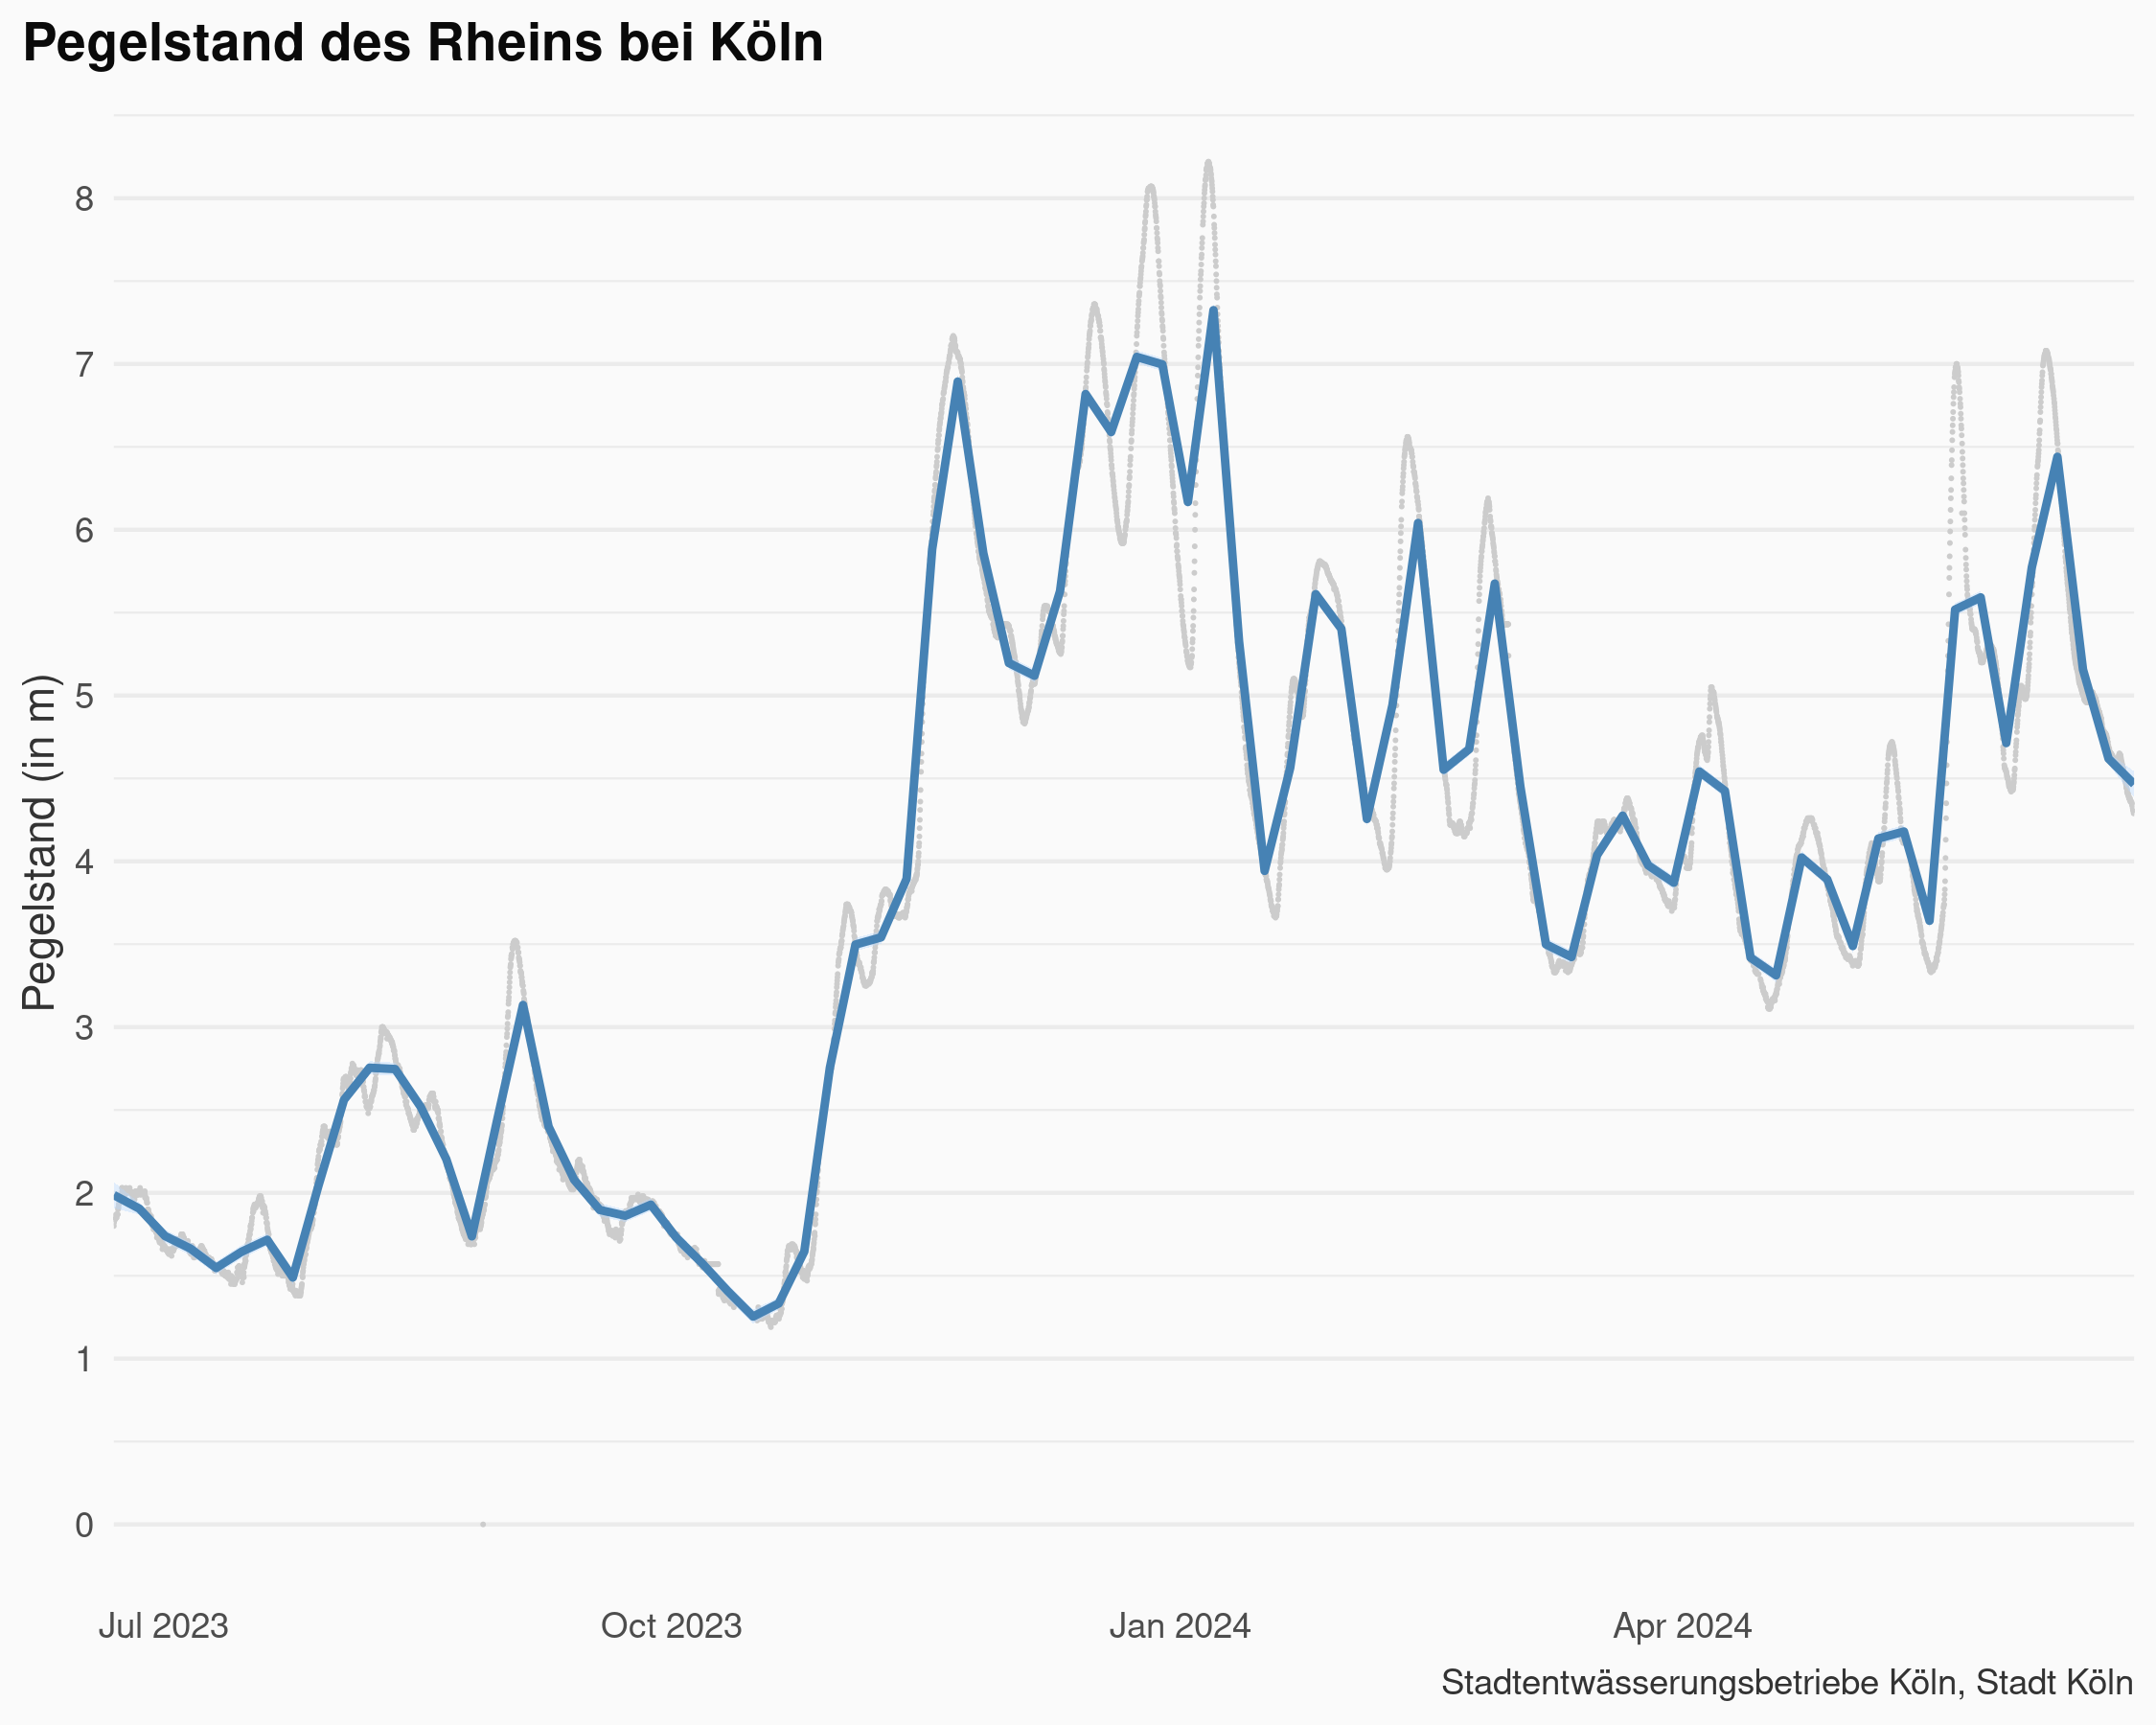 Pegelstand des Rheins bei Köln
Pegelstand (in m)
8
7
6
5
4
3
2
1
0
Jul 2023
Oct 2023
Jan 2024
Apr 2024
Stadtentwässerungsbetriebe Köln, Stadt Köln